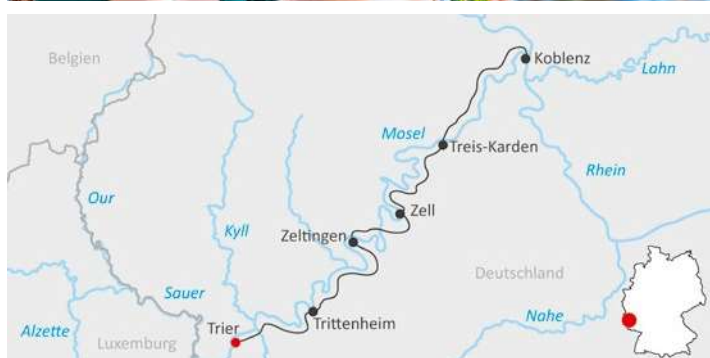 Belgien
Koblenz
Lahn
Mosel
Treis-Karden
Rhein
Our
Zell
Kyll
Zeltingen
Deutschland
Sauer
Nahe
Trittenheim
Trier
Alzette
Luxemburg